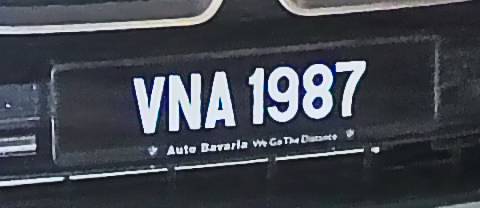 VNA 1987
Auto Bavaria We Go The Distance